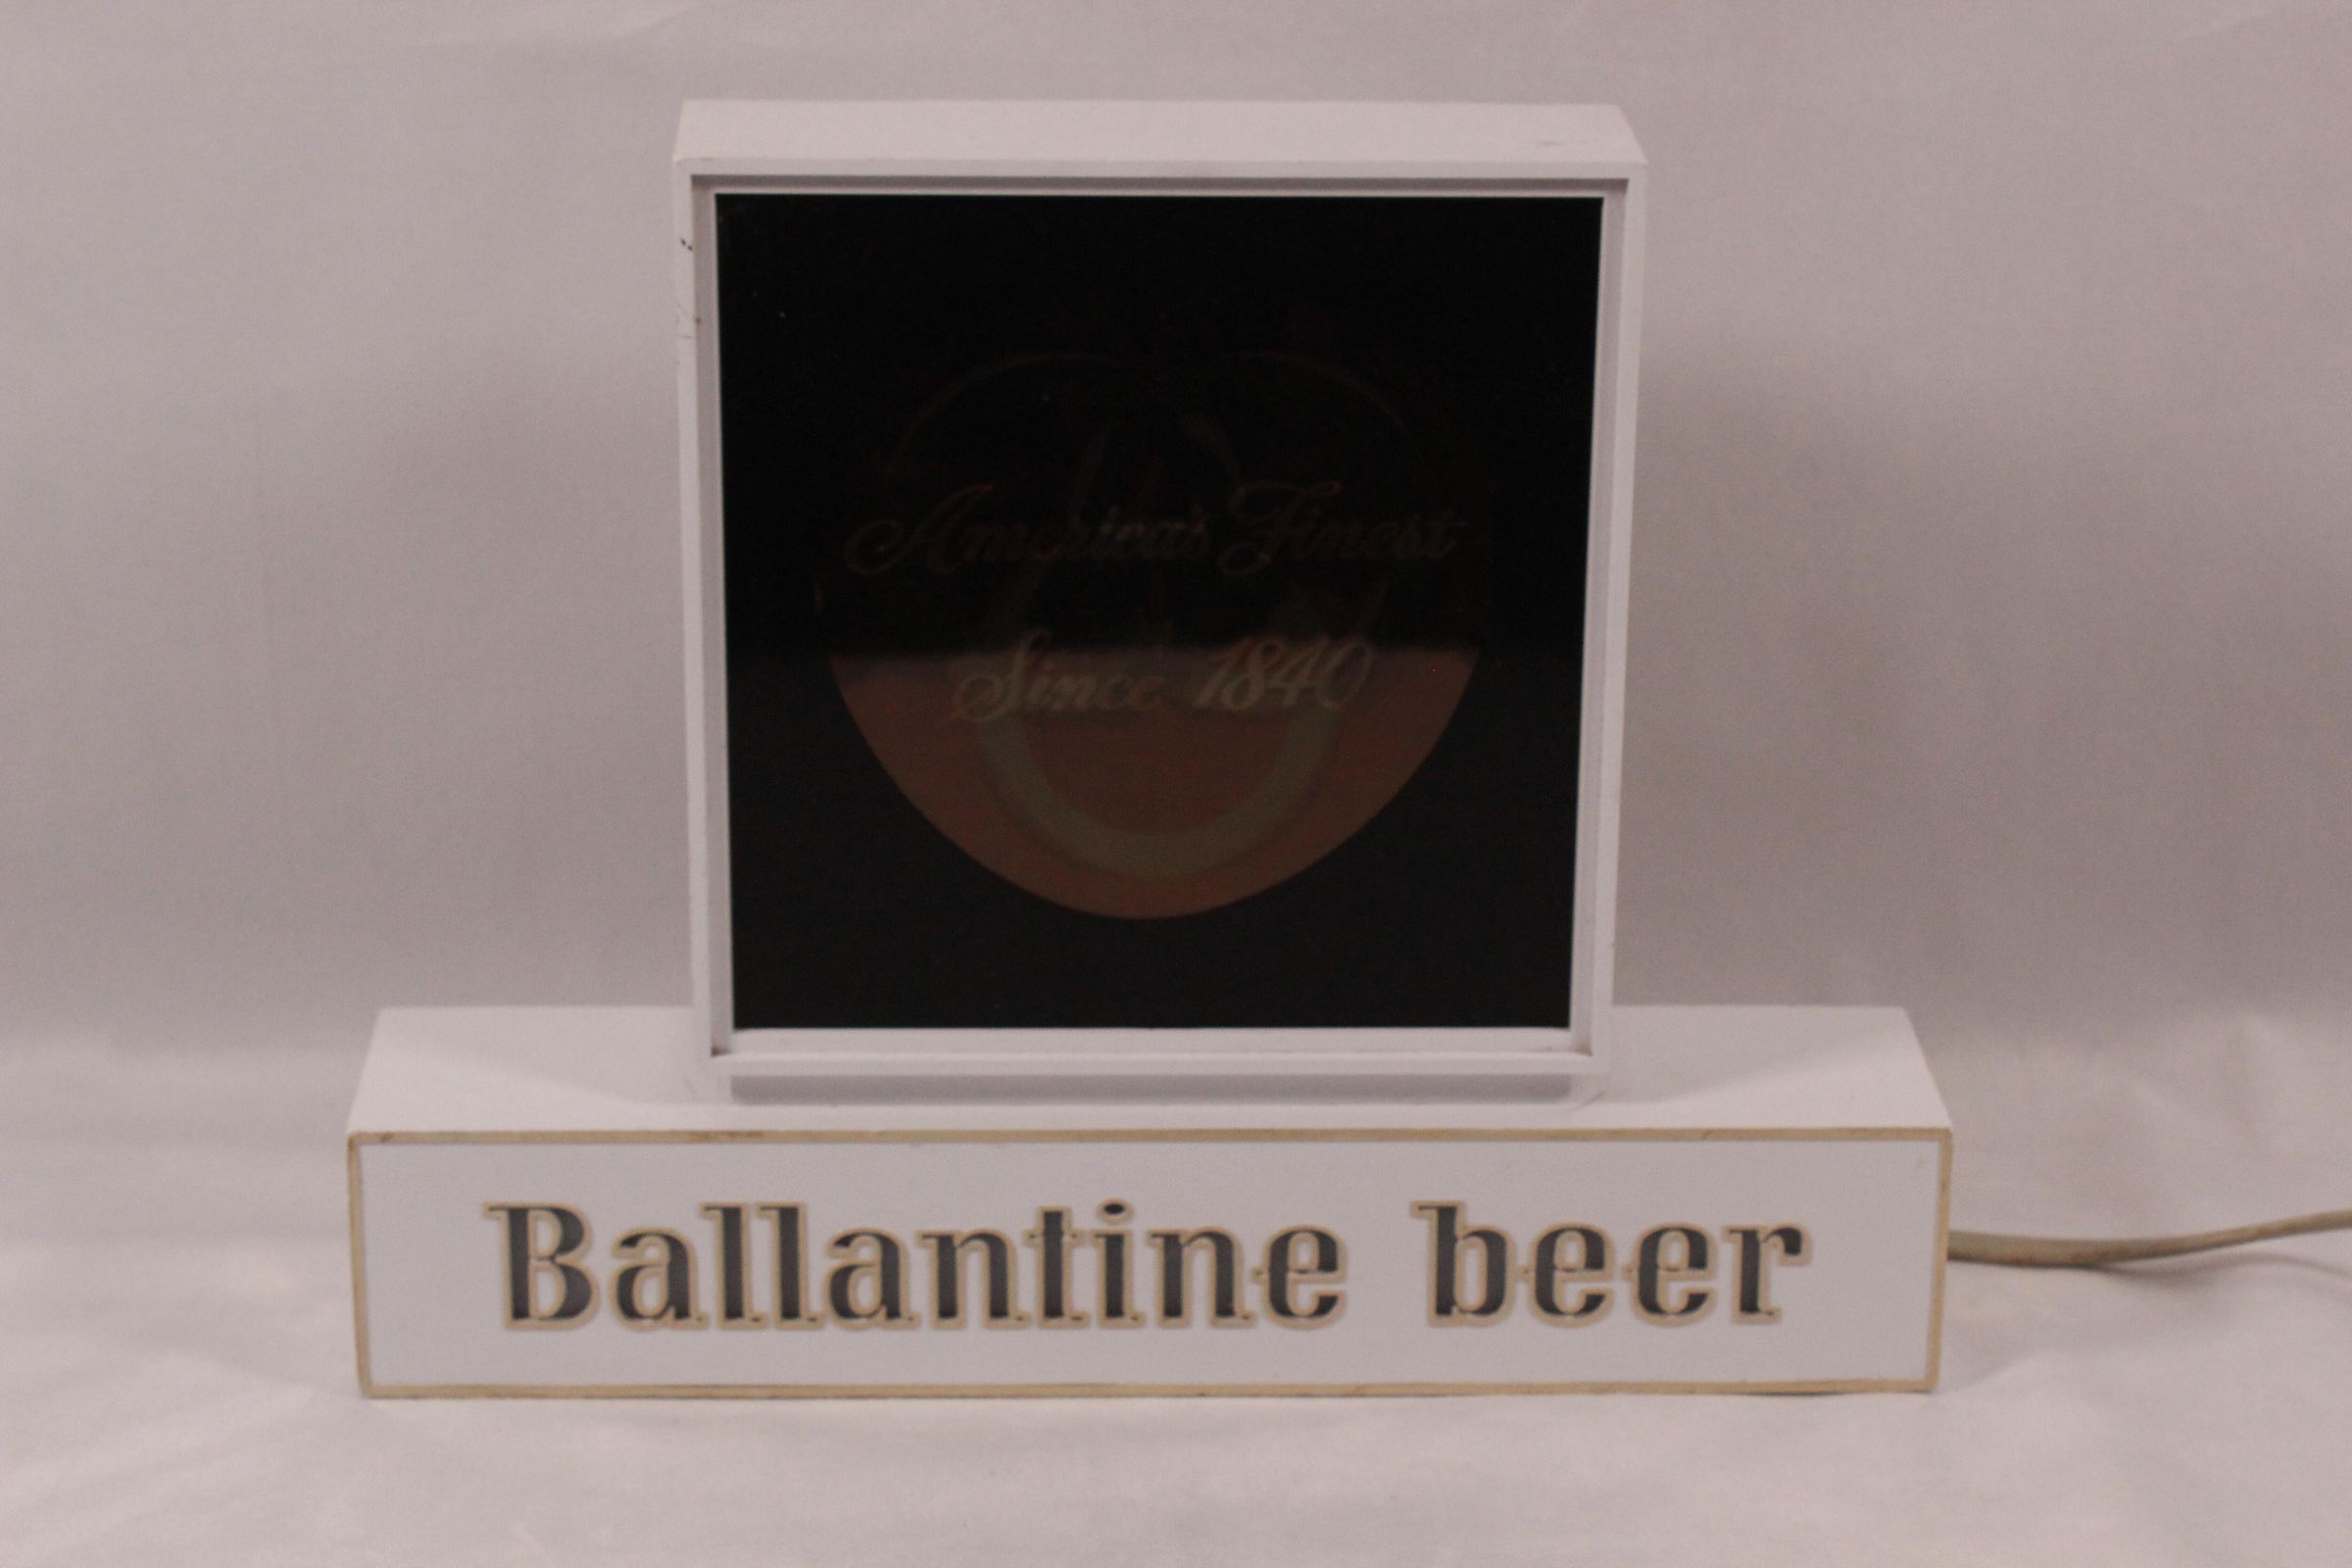 America's Finest
Since 1840
Ballantine beer